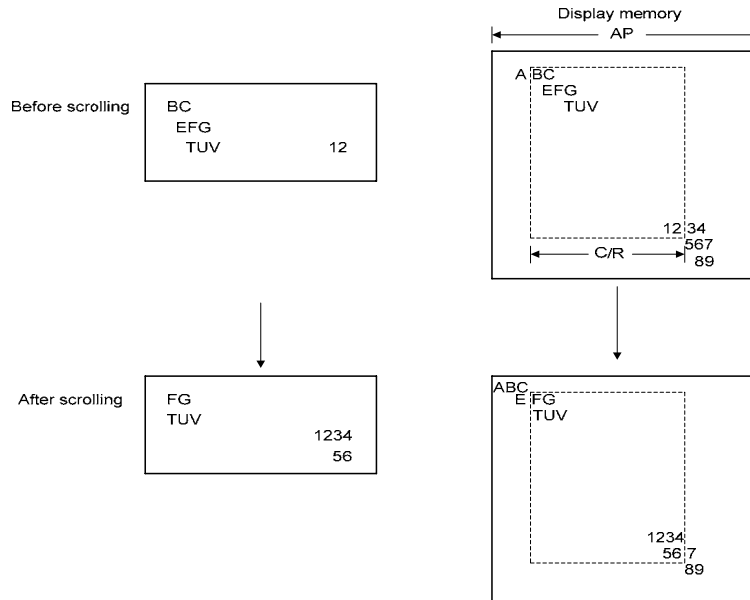 Display memory
AP
Before scrolling
BC
EFG
TUV 12
A BC
EFG
TUV
12 34
567
89
C/R
After scrolling
FG
TUV
1234
56
ABC
E FG
TUV
1234
56 7
89